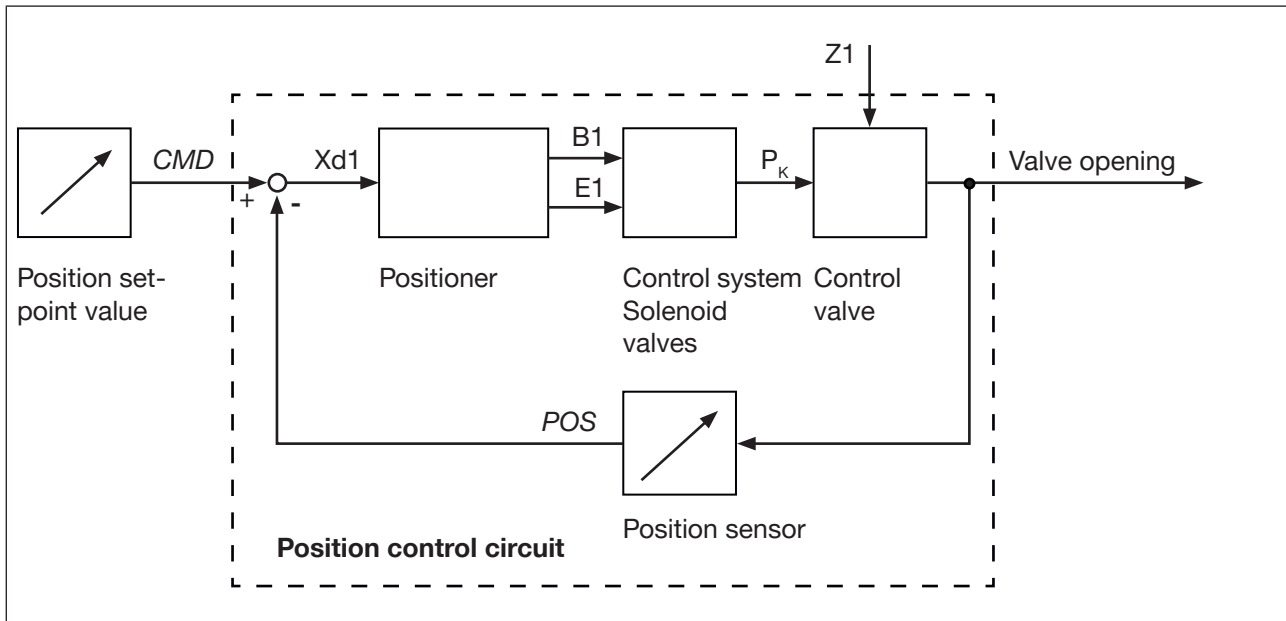 Z1
CMD
Xd1
B1
P_K
Valve opening
E1
+
-
Position set-
point value
Positioner
Control system
Solenoid
valves
Control
valve
POS
Position sensor
Position control circuit